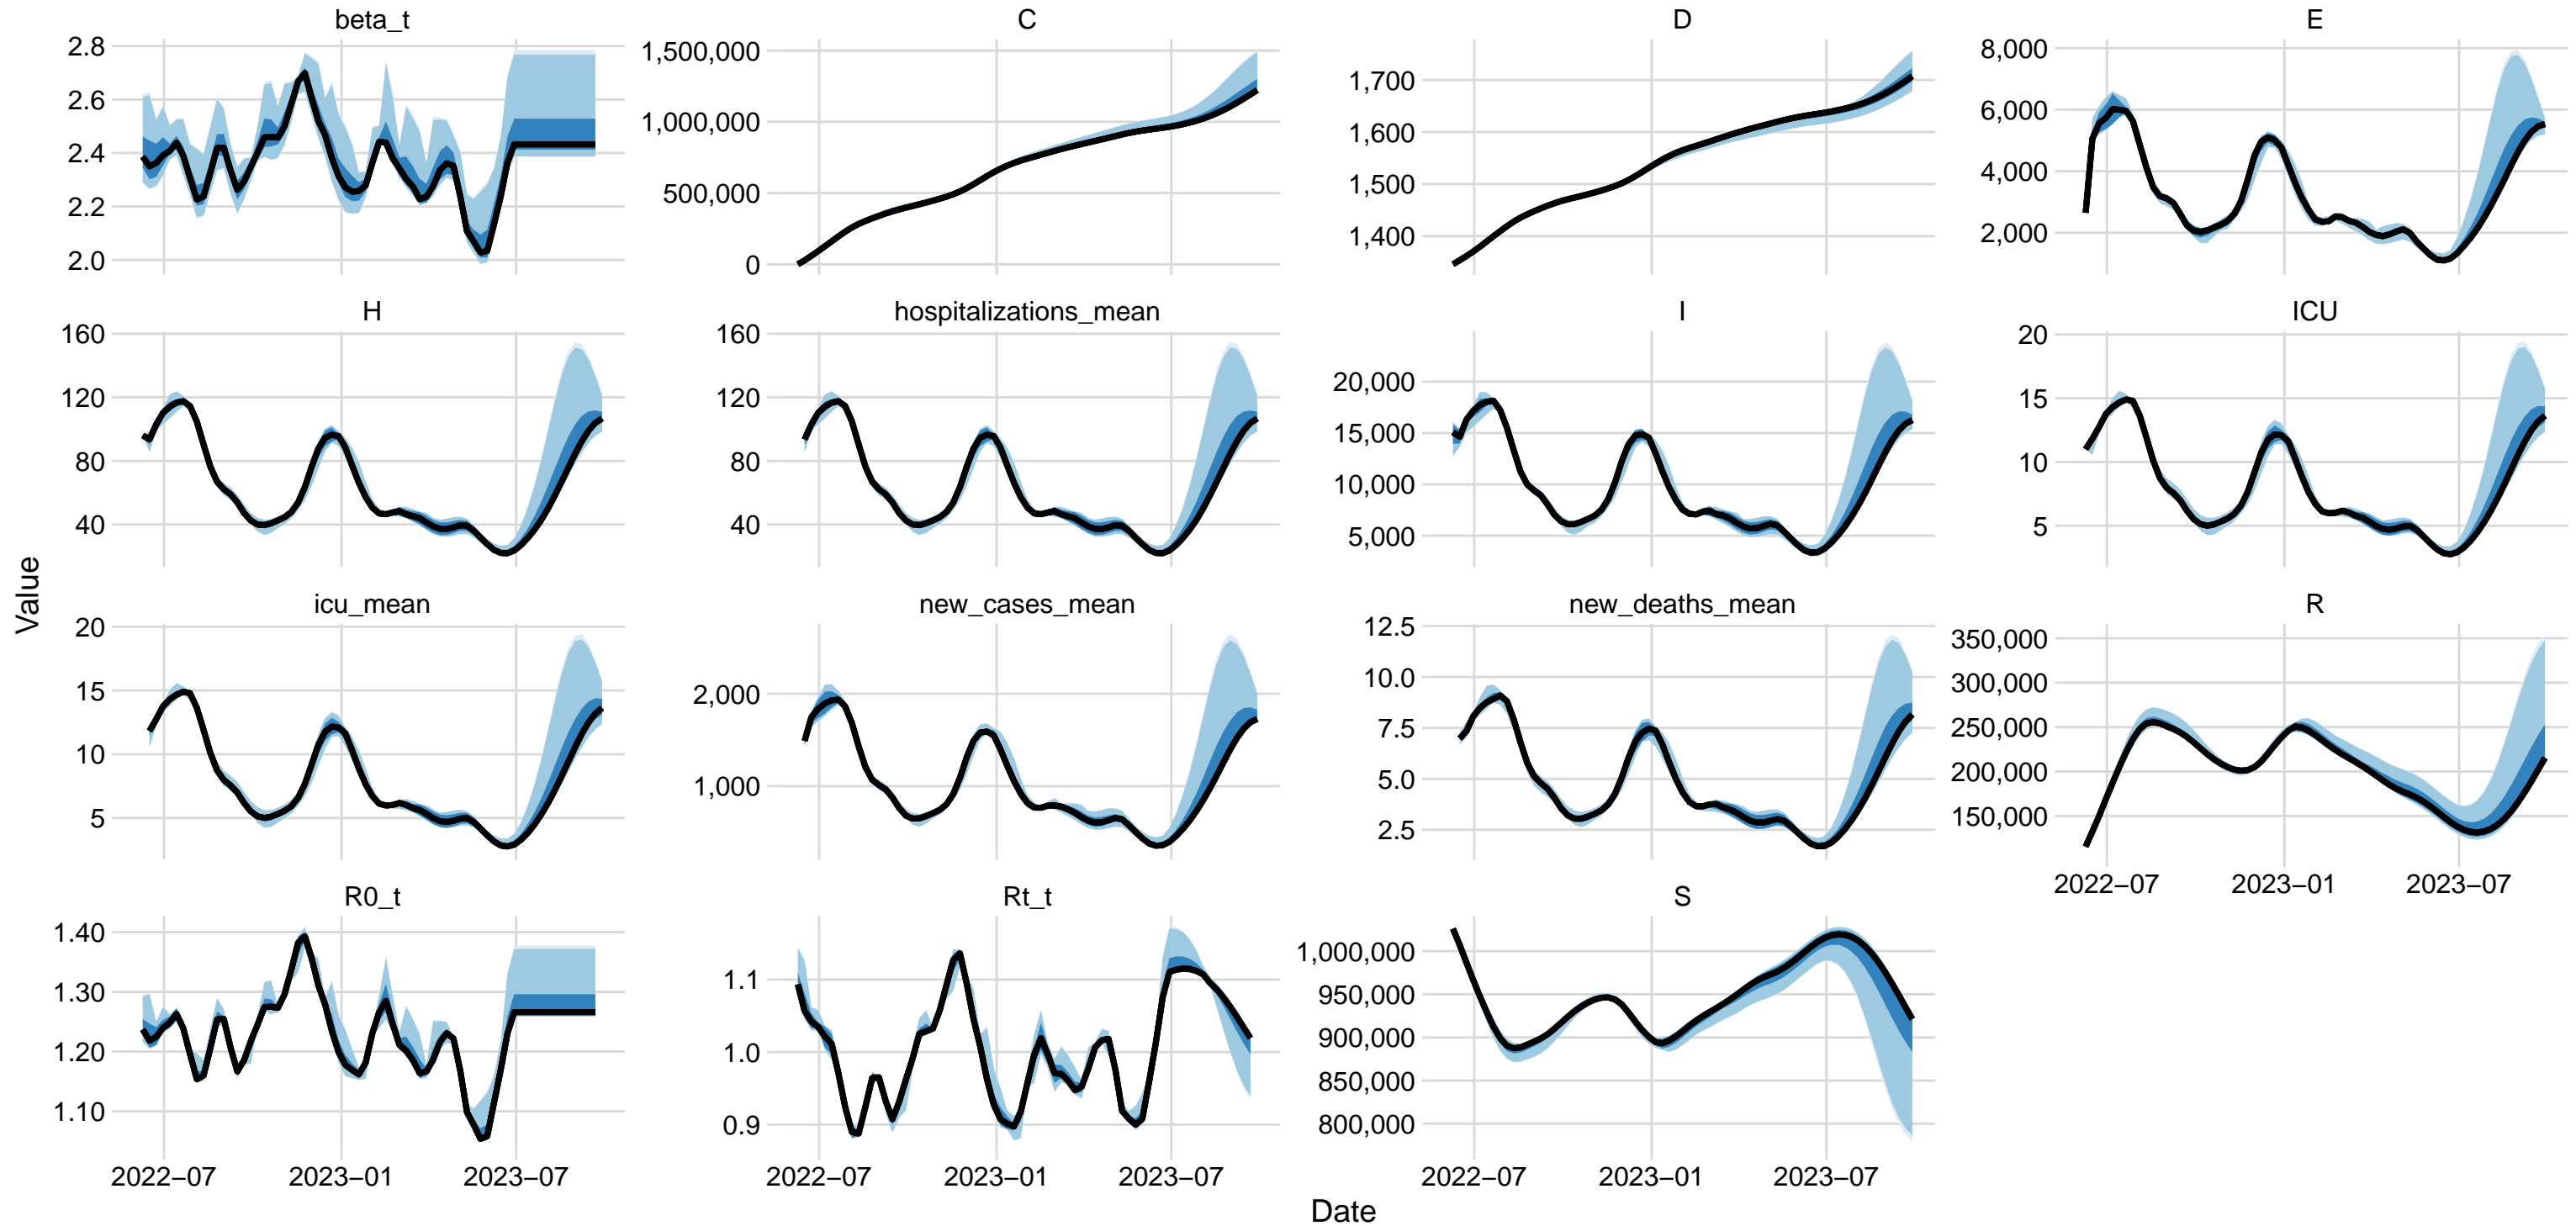 beta_t
2.8
2.6
2.4
2.2
2.0
C
1,500,000
1,000,000
500,000
0
D
1,700
1,600
1,500
1,400
E
8,000
6,000
4,000
2,000
H
160
120
80
40
hospitalizations_mean
160
120
80
40
I
20,000
15,000
10,000
5,000
ICU
20
15
10
5
Value
icu_mean
20
15
10
5
new_cases_mean
2,000
1,000
new_deaths_mean
12.5
10.0
7.5
5.0
2.5
R
350,000
300,000
250,000
200,000
150,000
2022−07 2023−01 2023−07
R0_t
1.40
1.30
1.20
1.10
2022−07 2023−01 2023−07
Rt_t
1.1
1.0
0.9
2022−07 2023−01 2023−07
S
1,000,000
950,000
900,000
850,000
800,000
2022−07 2023−01 2023−07
Date